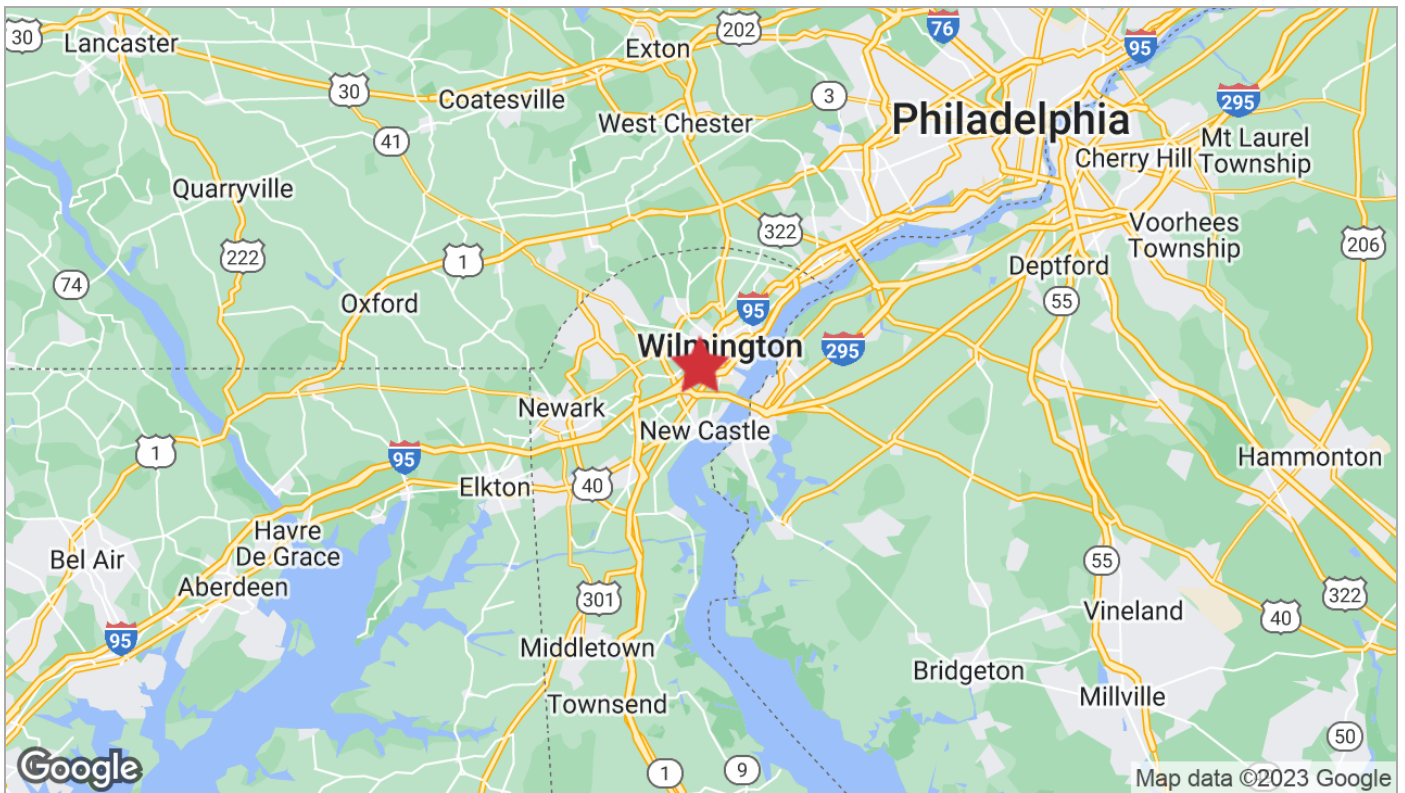 30
Lancaster
Exton
202
76
95
30
Coatesville
3
295
West Chester
Philadelphia
41
Cherry Hill
Mt Laurel
Township
Quarryville
322
Voorhees
Township
222
1
206
Deptford
74
Oxford
55
95
Wilmington
295
Newark
New Castle
1
95
Hammonton
Elkton
40
Havre
De Grace
Bel Air
55
Aberdeen
301
322
Vineland
40
95
Middletown
Bridgeton
Millville
Townsend
50
Google
1
9
Map data ©2023 Google